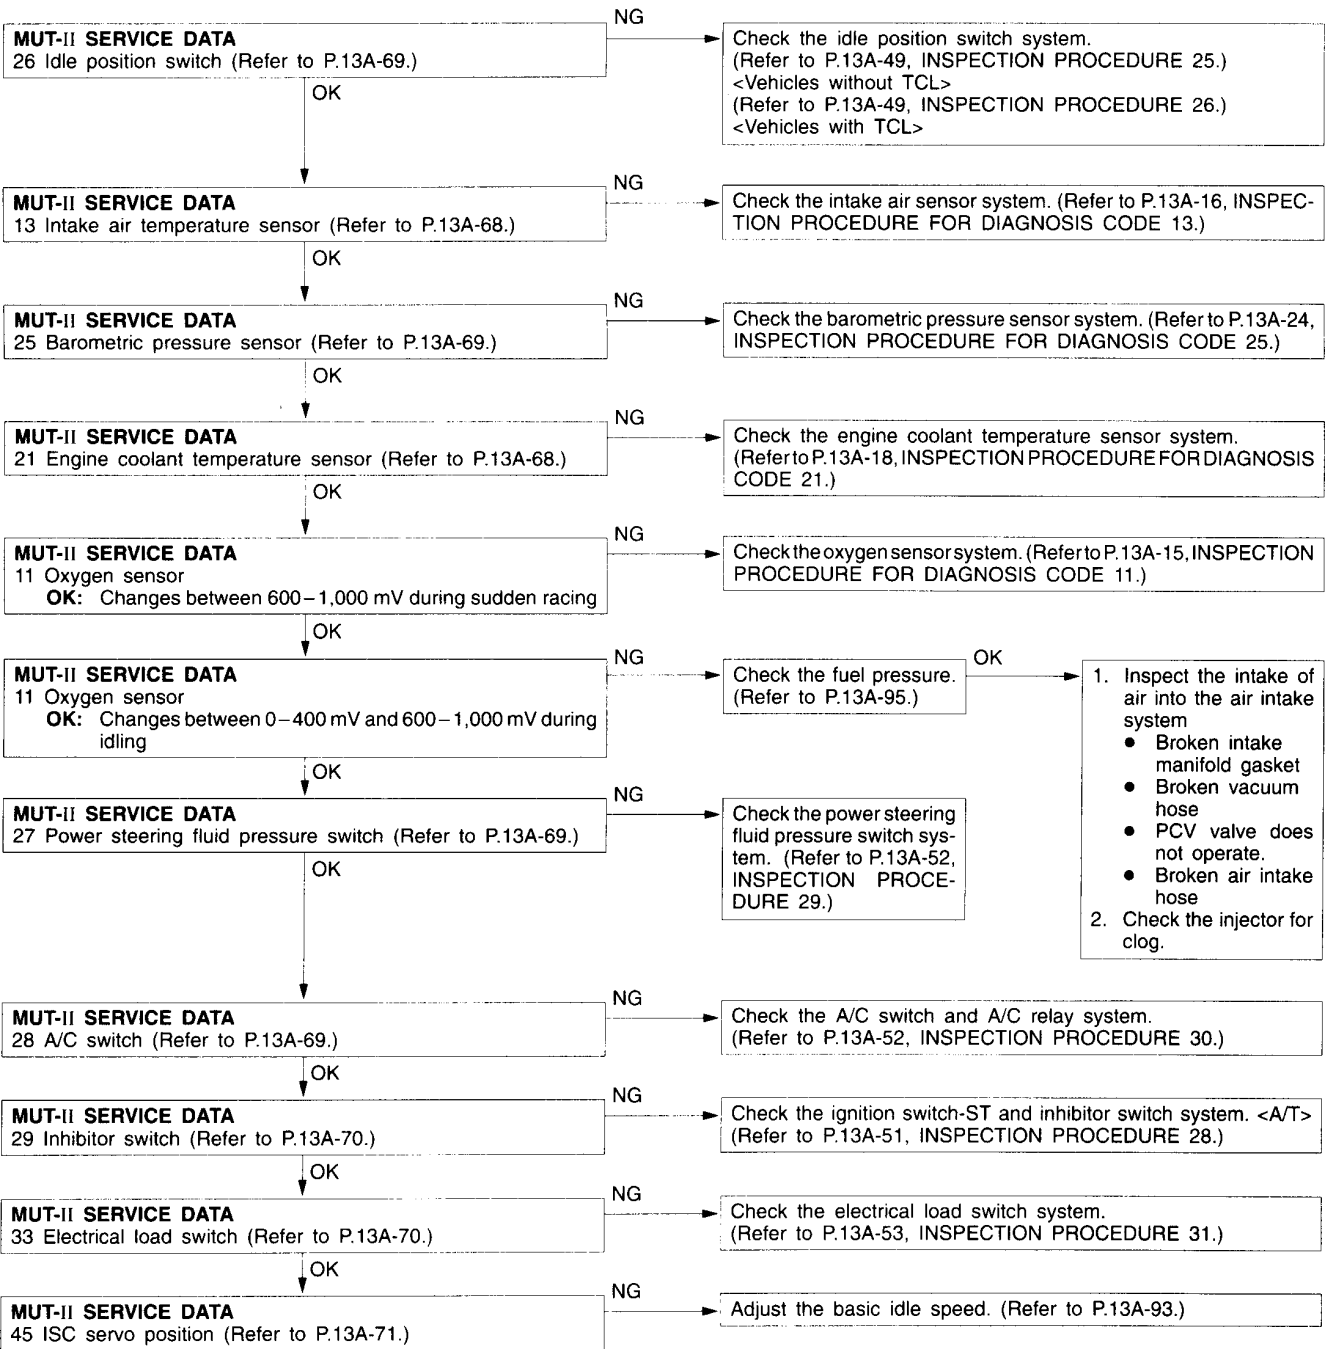 NG
MUT-II SERVICE DATA
26 Idle position switch (Refer to P.13A-69.)
Check the idle position switch system.
(Refer to P.13A-49, INSPECTION PROCEDURE 25.)
<Vehicles without TCL>
(Refer to P.13A-49, INSPECTION PROCEDURE 26.)
<Vehicles with TCL>
OK
NG
MUT-II SERVICE DATA
13 Intake air temperature sensor (Refer to P.13A-68.)
Check the intake air sensor system. (Refer to P.13A-16, INSPEC-
TION PROCEDURE FOR DIAGNOSIS CODE 13.)
OK
NG
MUT-II SERVICE DATA
25 Barometric pressure sensor (Refer to P.13A-69.)
Check the barometric pressure sensor system. (Refer to P.13A-24,
INSPECTION PROCEDURE FOR DIAGNOSIS CODE 25.)
OK
NG
MUT-II SERVICE DATA
21 Engine coolant temperature sensor (Refer to P.13A-68.)
Check the engine coolant temperature sensor system.
(Refer to P.13A-18, INSPECTION PROCEDURE FOR DIAGNOSIS
CODE 21.)
OK
NG
MUT-II SERVICE DATA
11 Oxygen sensor
OK: Changes between 600–1,000 mV during sudden racing
Check the oxygen sensor system. (Refer to P.13A-15, INSPECTION
PROCEDURE FOR DIAGNOSIS CODE 11.)
OK
NG
MUT-II SERVICE DATA
11 Oxygen sensor
OK: Changes between 0–400 mV and 600–1,000 mV during
idling
Check the fuel pressure.
(Refer to P.13A-95.)
OK
1. Inspect the intake of
air into the air intake
system
● Broken intake
manifold gasket
● Broken vacuum
hose
● PCV valve does
not operate.
● Broken air intake
hose
2. Check the injector for
clog.
OK
NG
MUT-II SERVICE DATA
27 Power steering fluid pressure switch (Refer to P.13A-69.)
Check the power steering
fluid pressure switch sys-
tem. (Refer to P.13A-52,
INSPECTION PROCE-
DURE 29.)
OK
NG
MUT-II SERVICE DATA
28 A/C switch (Refer to P.13A-69.)
Check the A/C switch and A/C relay system.
(Refer to P.13A-52, INSPECTION PROCEDURE 30.)
OK
NG
MUT-II SERVICE DATA
29 Inhibitor switch (Refer to P.13A-70.)
Check the ignition switch-ST and inhibitor switch system. <A/T>
(Refer to P.13A-51, INSPECTION PROCEDURE 28.)
OK
NG
MUT-II SERVICE DATA
33 Electrical load switch (Refer to P.13A-70.)
Check the electrical load switch system.
(Refer to P.13A-53, INSPECTION PROCEDURE 31.)
OK
NG
MUT-II SERVICE DATA
45 ISC servo position (Refer to P.13A-71.)
Adjust the basic idle speed. (Refer to P.13A-93.)